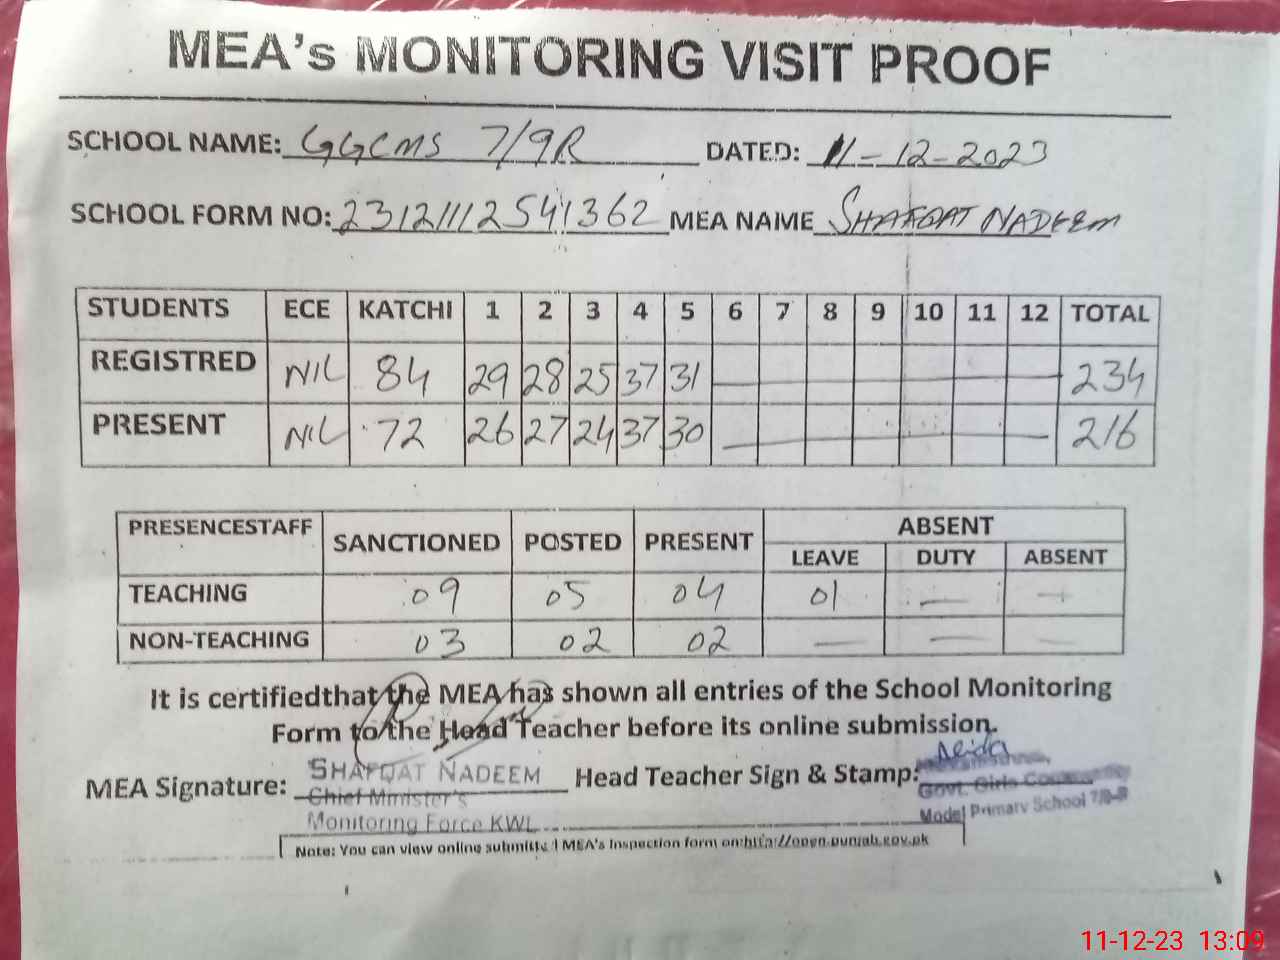 MEA's MONITORING VISIT PROOF
SCHOOL NAME: GGCMS 7/9R DATED: 11-12-2023
SCHOOL FORM NO: 231211112541362 MEA NAME SHAFQAT NADEEM
STUDENTS ECE KATCHI 1 2 3 4 5 6 7 8 9 10 11 12 TOTAL
REGISTRED NIL 84 29 28 25 37 31 234
PRESENT NIL 72 26 27 24 37 30 216
PRESENCESTAFF SANCTIONED POSTED PRESENT ABSENT
LEAVE DUTY ABSENT
TEACHING 09 05 04 01 — —
NON-TEACHING 03 02 02 — — —
It is certifiedthat the MEA has shown all entries of the School Monitoring
Form to the Head Teacher before its online submission.
MEA Signature: SHAFQAT NADEEM Head Teacher Sign & Stamp:
Chief Minister's Govt. Girls Community
Monitoring Force KWL Model Primary School
Note: You can view online submitted MEA's Inspection form on:http://open.punjab.gov.pk
11-12-23 13:09